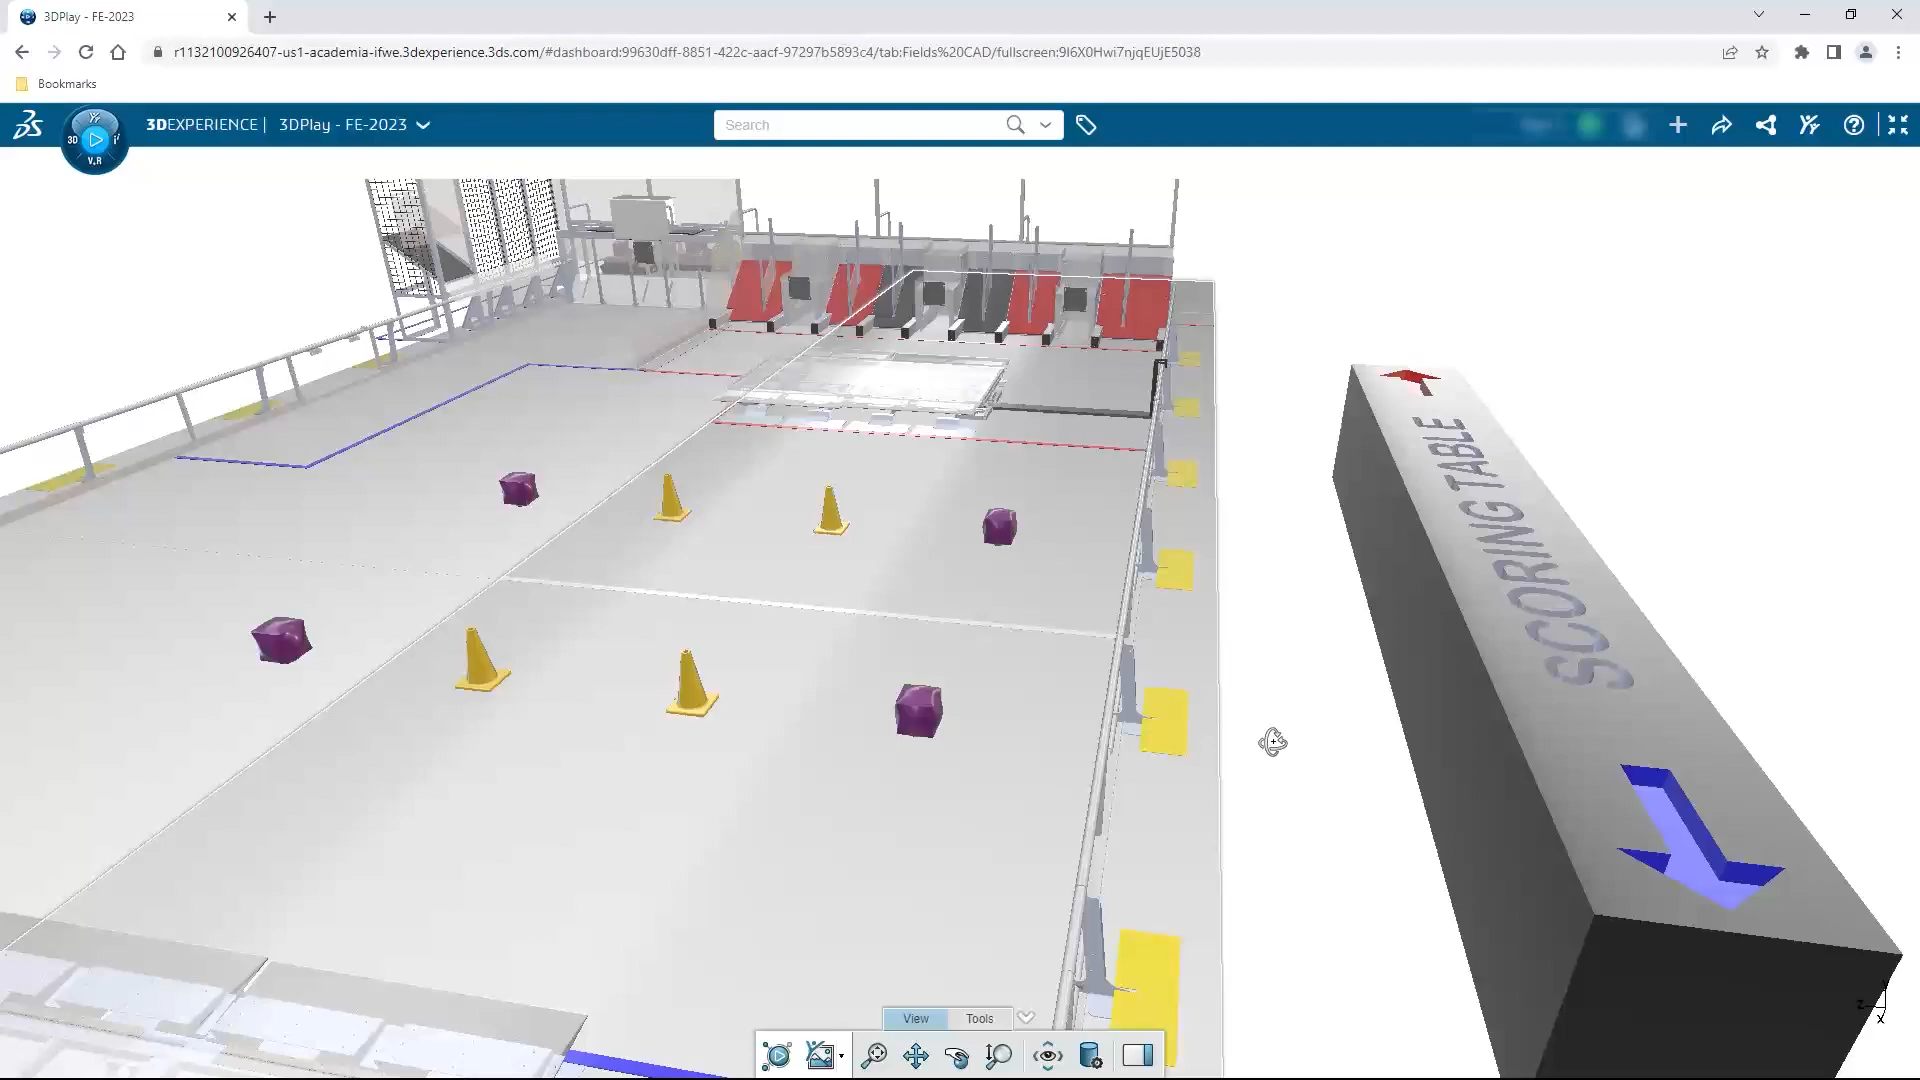 3DPlay - FE-2023
r1132100926407-us1-academia-ifwe.3dexperience.3ds.com/#dashboard:99630dff-8851-422c-aacf-97297b5893c4/tab:Fields%20CAD/fullscreen:9I6X0Hwi7njqEUjE5038
Bookmarks
3DEXPERIENCE | 3DPlay - FE-2023
Search
3D
V.R
SCORING TABLE
View
Tools
Z
Y
X